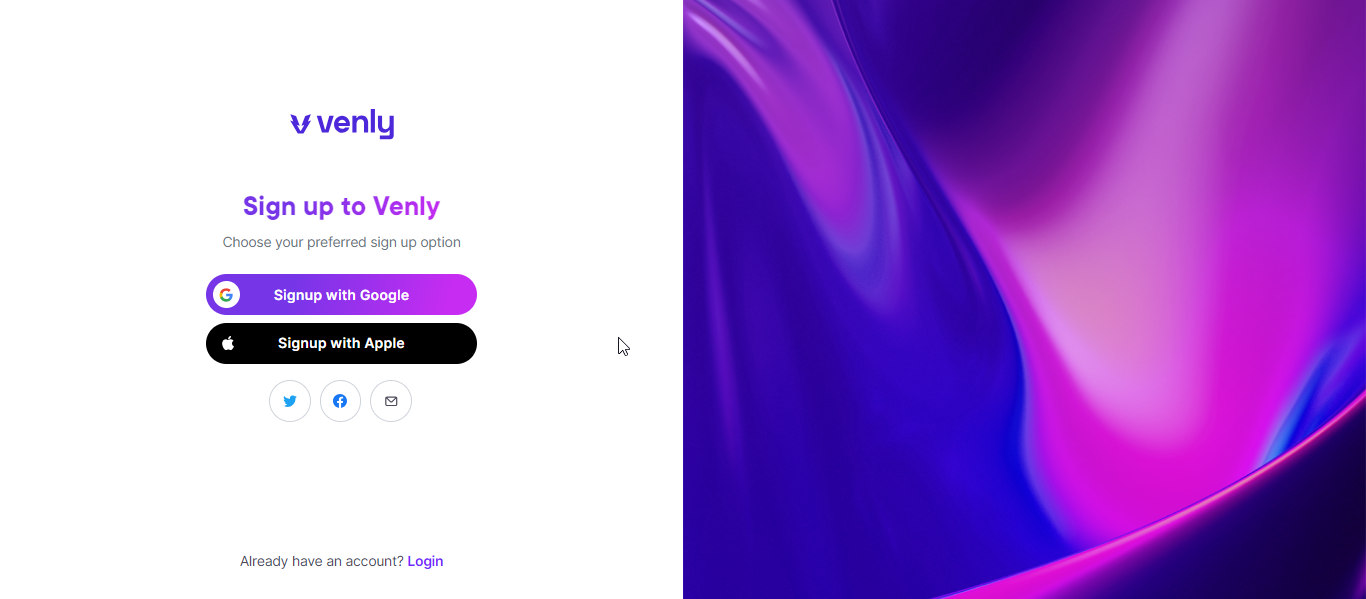 venly
Sign up to Venly
Choose your preferred sign up option
Signup with Google
Signup with Apple
Already have an account? Login